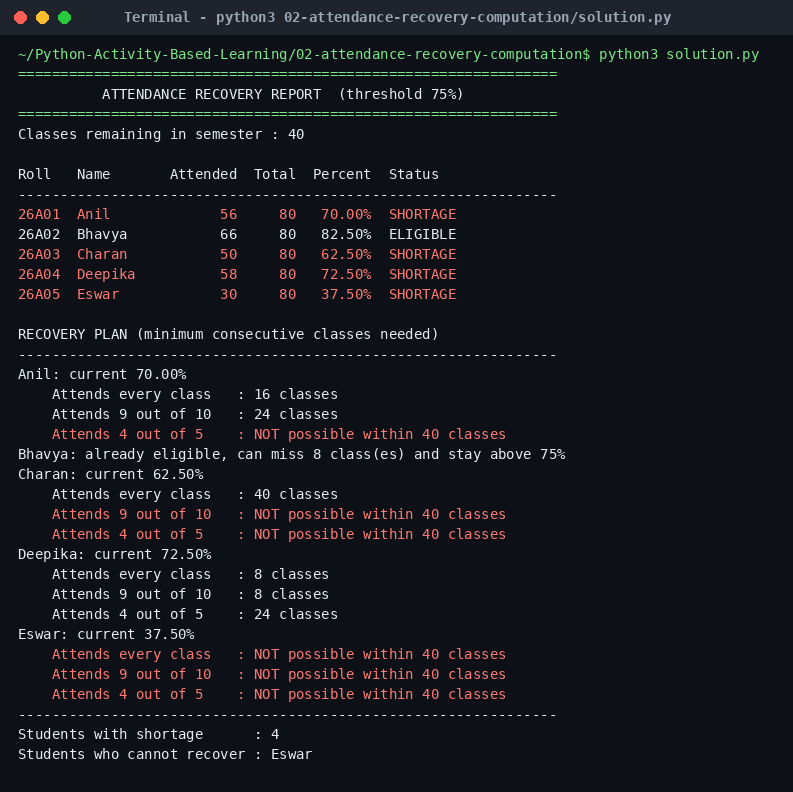 Terminal - python3 02-attendance-recovery-computation/solution.py
~/Python-Activity-Based-Learning/02-attendance-recovery-computation$ python3 solution.py
================================================================
          ATTENDANCE RECOVERY REPORT  (threshold 75%)
================================================================
Classes remaining in semester : 40
Roll   Name       Attended  Total  Percent  Status
----------------------------------------------------------------
26A01  Anil             56     80   70.00%  SHORTAGE
26A02  Bhavya           66     80   82.50%  ELIGIBLE
26A03  Charan           50     80   62.50%  SHORTAGE
26A04  Deepika          58     80   72.50%  SHORTAGE
26A05  Eswar            30     80   37.50%  SHORTAGE
RECOVERY PLAN (minimum consecutive classes needed)
----------------------------------------------------------------
Anil: current 70.00%
    Attends every class   : 16 classes
    Attends 9 out of 10   : 24 classes
    Attends 4 out of 5    : NOT possible within 40 classes
Bhavya: already eligible, can miss 8 class(es) and stay above 75%
Charan: current 62.50%
    Attends every class   : 40 classes
    Attends 9 out of 10   : NOT possible within 40 classes
    Attends 4 out of 5    : NOT possible within 40 classes
Deepika: current 72.50%
    Attends every class   : 8 classes
    Attends 9 out of 10   : 8 classes
    Attends 4 out of 5    : 24 classes
Eswar: current 37.50%
    Attends every class   : NOT possible within 40 classes
    Attends 9 out of 10   : NOT possible within 40 classes
    Attends 4 out of 5    : NOT possible within 40 classes
----------------------------------------------------------------
Students with shortage      : 4
Students who cannot recover : Eswar